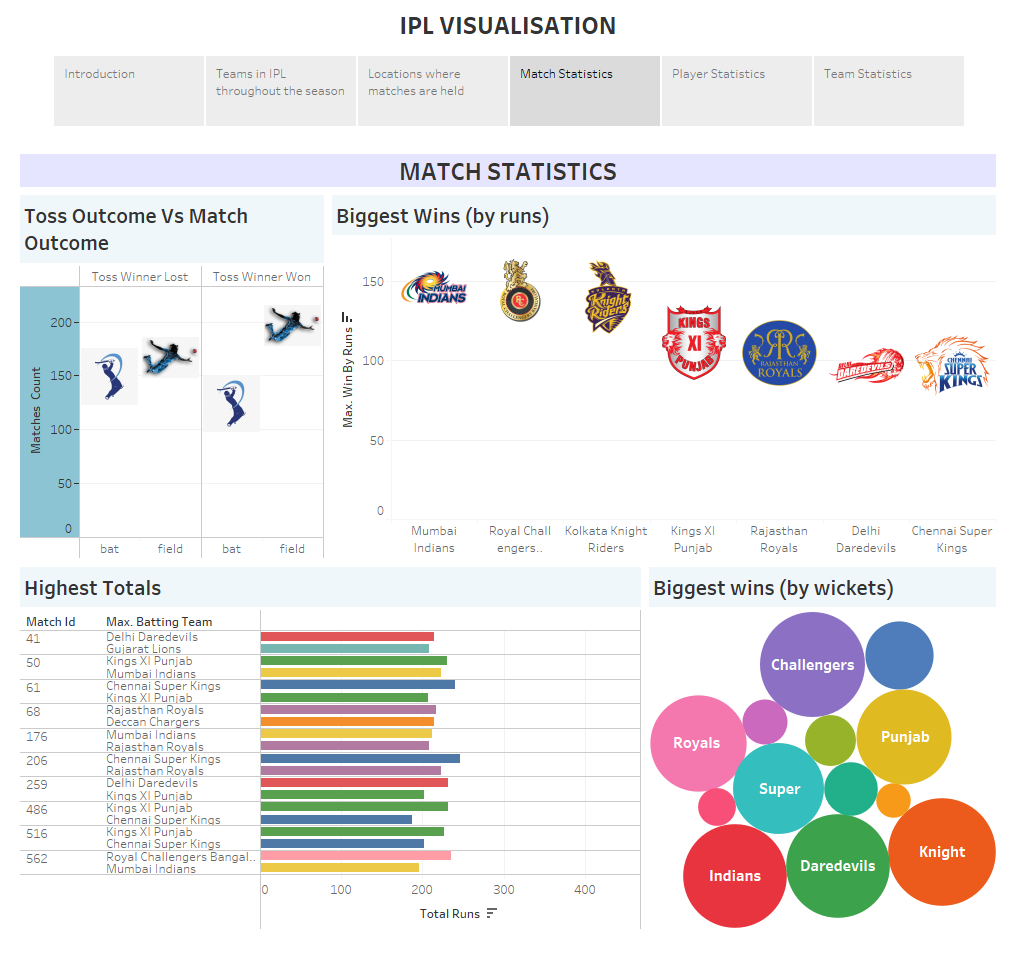 IPL VISUALISATION
Introduction
Teams in IPL
throughout the season
Locations where
matches are held
Match Statistics
Player Statistics
Team Statistics
MATCH STATISTICS
Toss Outcome Vs Match
Outcome
Toss Winner Lost
Toss Winner Won
Matches Count
200
150
100
50
0
bat
field
bat
field
Biggest Wins (by runs)
Max. Win By Runs
150
100
50
0
MUMBAI
INDIANS
Knight
Riders
KINGS
XI
PUNJAB
RAJASTHAN
ROYALS
DAREDEVILS
CHENNAI
SUPER
KINGS
Mumbai
Indians
Royal Chall
engers..
Kolkata Knight
Riders
Kings XI
Punjab
Rajasthan
Royals
Delhi
Daredevils
Chennai Super
Kings
Highest Totals
Match Id
Max. Batting Team
41
Delhi Daredevils
Gujarat Lions
50
Kings XI Punjab
Mumbai Indians
61
Chennai Super Kings
Kings XI Punjab
68
Rajasthan Royals
Deccan Chargers
176
Mumbai Indians
Rajasthan Royals
206
Chennai Super Kings
Rajasthan Royals
259
Delhi Daredevils
Kings XI Punjab
486
Kings XI Punjab
Chennai Super Kings
516
Kings XI Punjab
Chennai Super Kings
562
Royal Challengers Bangal..
Mumbai Indians
0
100
200
300
400
Total Runs
Biggest wins (by wickets)
Challengers
Royals
Punjab
Super
Indians
Daredevils
Knight